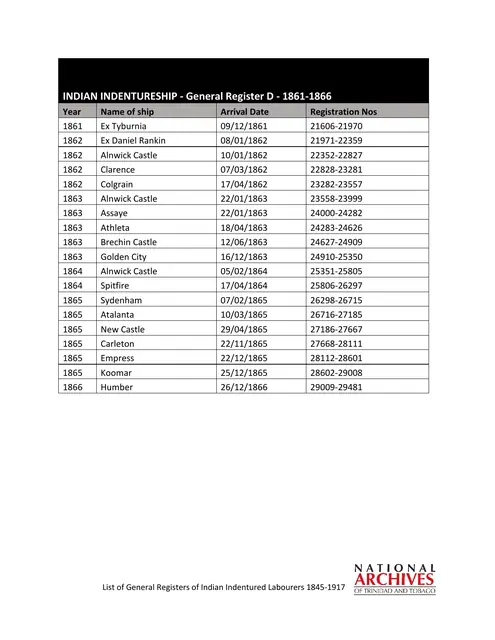 INDIAN INDENTURESHIP - General Register D - 1861-1866
Year Name of ship Arrival Date Registration Nos
1861 Ex Tyburnia 09/12/1861 21606-21970
1862 Ex Daniel Rankin 08/01/1862 21971-22359
1862 Alnwick Castle 10/01/1862 22352-22827
1862 Clarence 07/03/1862 22828-23281
1862 Colgrain 17/04/1862 23282-23557
1863 Alnwick Castle 22/01/1863 23558-23999
1863 Assaye 22/01/1863 24000-24282
1863 Athleta 18/04/1863 24283-24626
1863 Brechin Castle 12/06/1863 24627-24909
1863 Golden City 16/12/1863 24910-25350
1864 Alnwick Castle 05/02/1864 25351-25805
1864 Spitfire 17/04/1864 25806-26297
1865 Sydenham 07/02/1865 26298-26715
1865 Atalanta 10/03/1865 26716-27185
1865 New Castle 29/04/1865 27186-27667
1865 Carleton 22/11/1865 27668-28111
1865 Empress 22/12/1865 28112-28601
1865 Koomar 25/12/1865 28602-29008
1866 Humber 26/12/1866 29009-29481
List of General Registers of Indian Indentured Labourers 1845-1917
NATIONAL
ARCHIVES
OF TRINIDAD AND TOBAGO